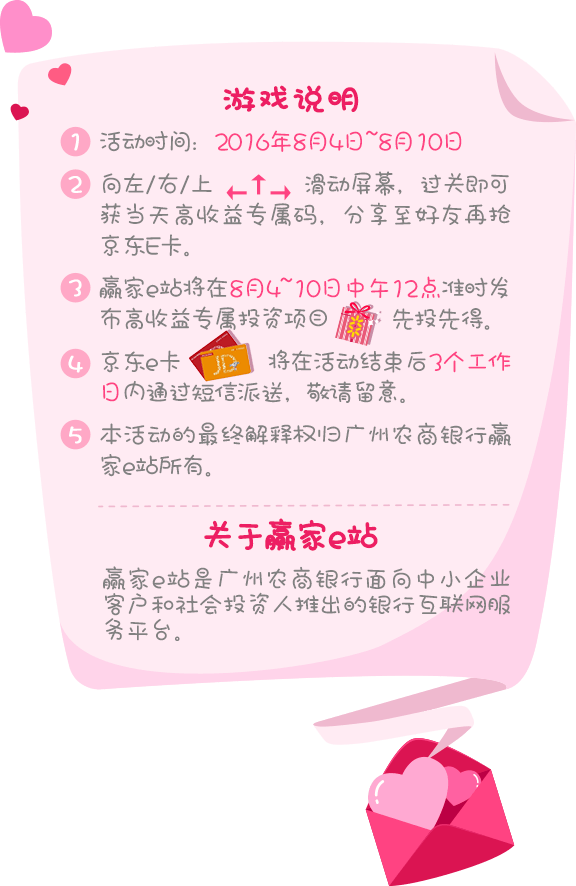 游戏说明
1 活动时间：2016年8月4日~8月10日
2 向左/右/上 滑动屏幕，过关即可
获当天高收益专属码，分享至好友再抢
京东E卡。
3 赢家e站将在8月4~10日中午12点准时发
布高收益专属投资项目 先投先得。
4 京东e卡 JD 将在活动结束后3个工作
日内通过短信派送，敬请留意。
5 本活动的最终解释权归广州农商银行赢
家e站所有。
关于赢家e站
赢家e站是广州农商银行面向中小企业
客户和社会投资人推出的银行互联网服
务平台。